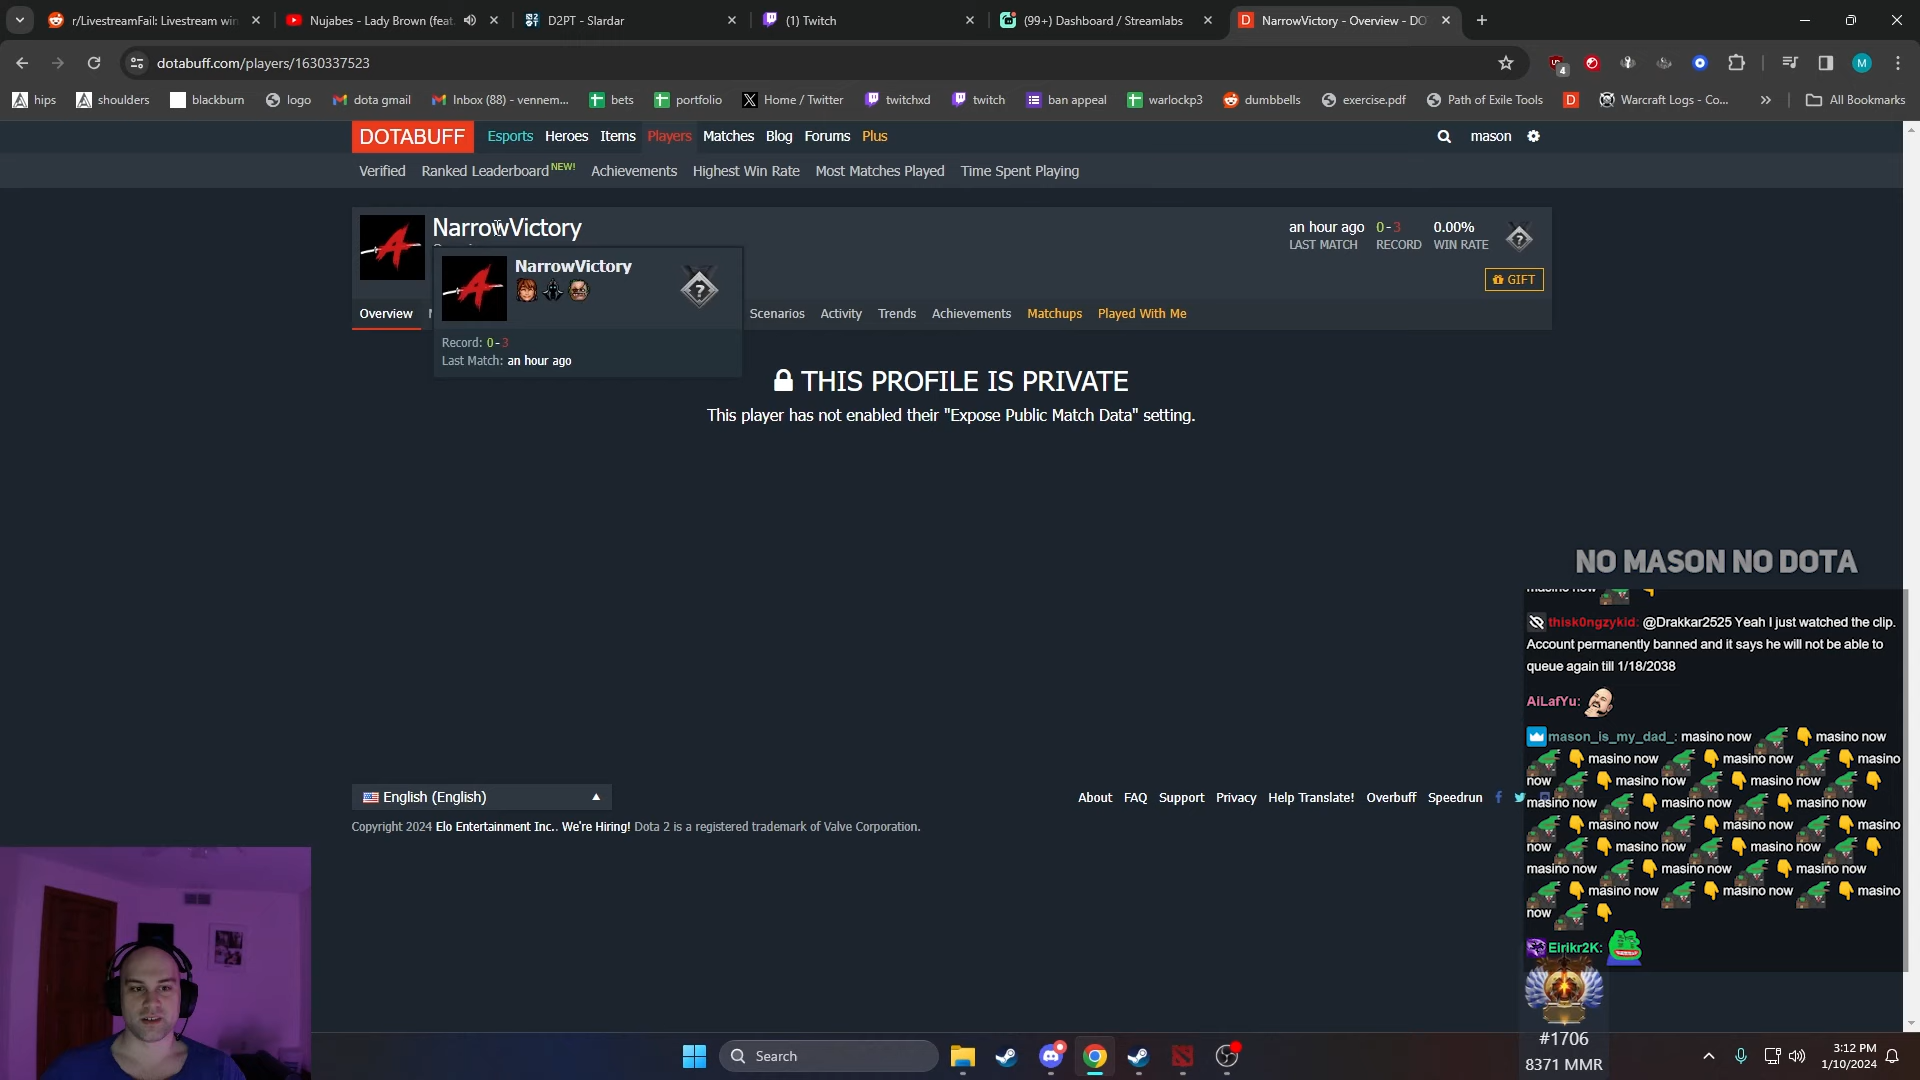 r/LivestreamFail: Livestream win
Nujabes - Lady Brown (feat.
D2PT - Slardar
(1) Twitch
(99+) Dashboard / Streamlabs
NarrowVictory - Overview - DO
dotabuff.com/players/1630337523
4
M
hips
shoulders
blackburn
logo
dota gmail
Inbox (88) - vennem...
bets
portfolio
Home / Twitter
twitchxd
twitch
ban appeal
warlockp3
dumbbells
exercise.pdf
Path of Exile Tools
D
Warcraft Logs - Co...
All Bookmarks
DOTABUFF
Esports
Heroes
Items
Players
Matches
Blog
Forums
Plus
mason
Verified
Ranked Leaderboard NEW!
Achievements
Highest Win Rate
Most Matches Played
Time Spent Playing
NarrowVictory
an hour ago
LAST MATCH
0-3
RECORD
0.00%
WIN RATE
GIFT
NarrowVictory
Record: 0-3
Last Match: an hour ago
Overview
Scenarios
Activity
Trends
Achievements
Matchups
Played With Me
THIS PROFILE IS PRIVATE
This player has not enabled their "Expose Public Match Data" setting.
NO MASON NO DOTA
masino now
thisk0ngzykid: @Drakkar2525 Yeah I just watched the clip.
Account permanently banned and it says he will not be able to
queue again till 1/18/2038
AiLafYu:
mason_is_my_dad_: masino now masino now
masino now masino now masino
now masino now masino now
masino now masino now masino now
masino now masino now masino
now masino now masino now
masino now masino now masino now
masino now masino now masino
now
Eirikr2K:
English (English)
About
FAQ
Support
Privacy
Help Translate!
Overbuff
Speedrun
Copyright 2024 Elo Entertainment Inc.. We're Hiring! Dota 2 is a registered trademark of Valve Corporation.
#1706
8371 MMR
Search
3:12 PM
1/10/2024